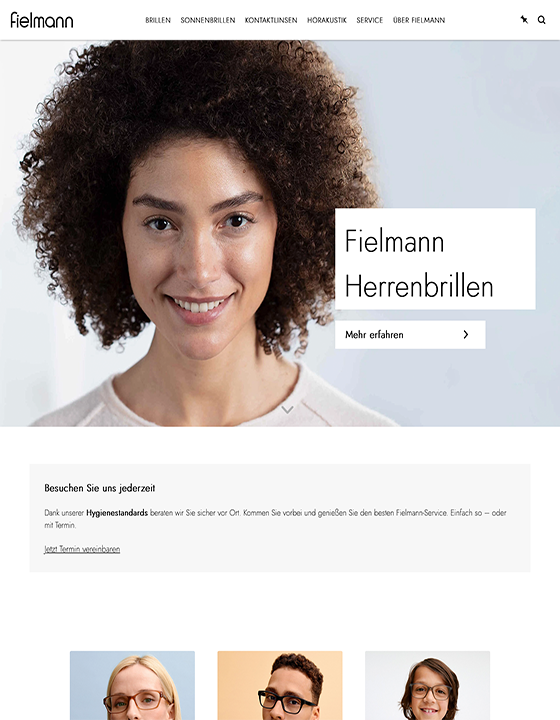 fielmann
BRILLEN SONNENBRILLEN KONTAKTLINSEN HÖRAKUSTIK SERVICE ÜBER FIELMANN
Fielmann
Herrenbrillen
Mehr erfahren
Besuchen Sie uns jederzeit
Dank unserer Hygienestandards beraten wir Sie sicher vor Ort. Kommen Sie vorbei und genießen Sie den besten Fielmann-Service. Einfach so – oder
mit Termin.
Jetzt Termin vereinbaren